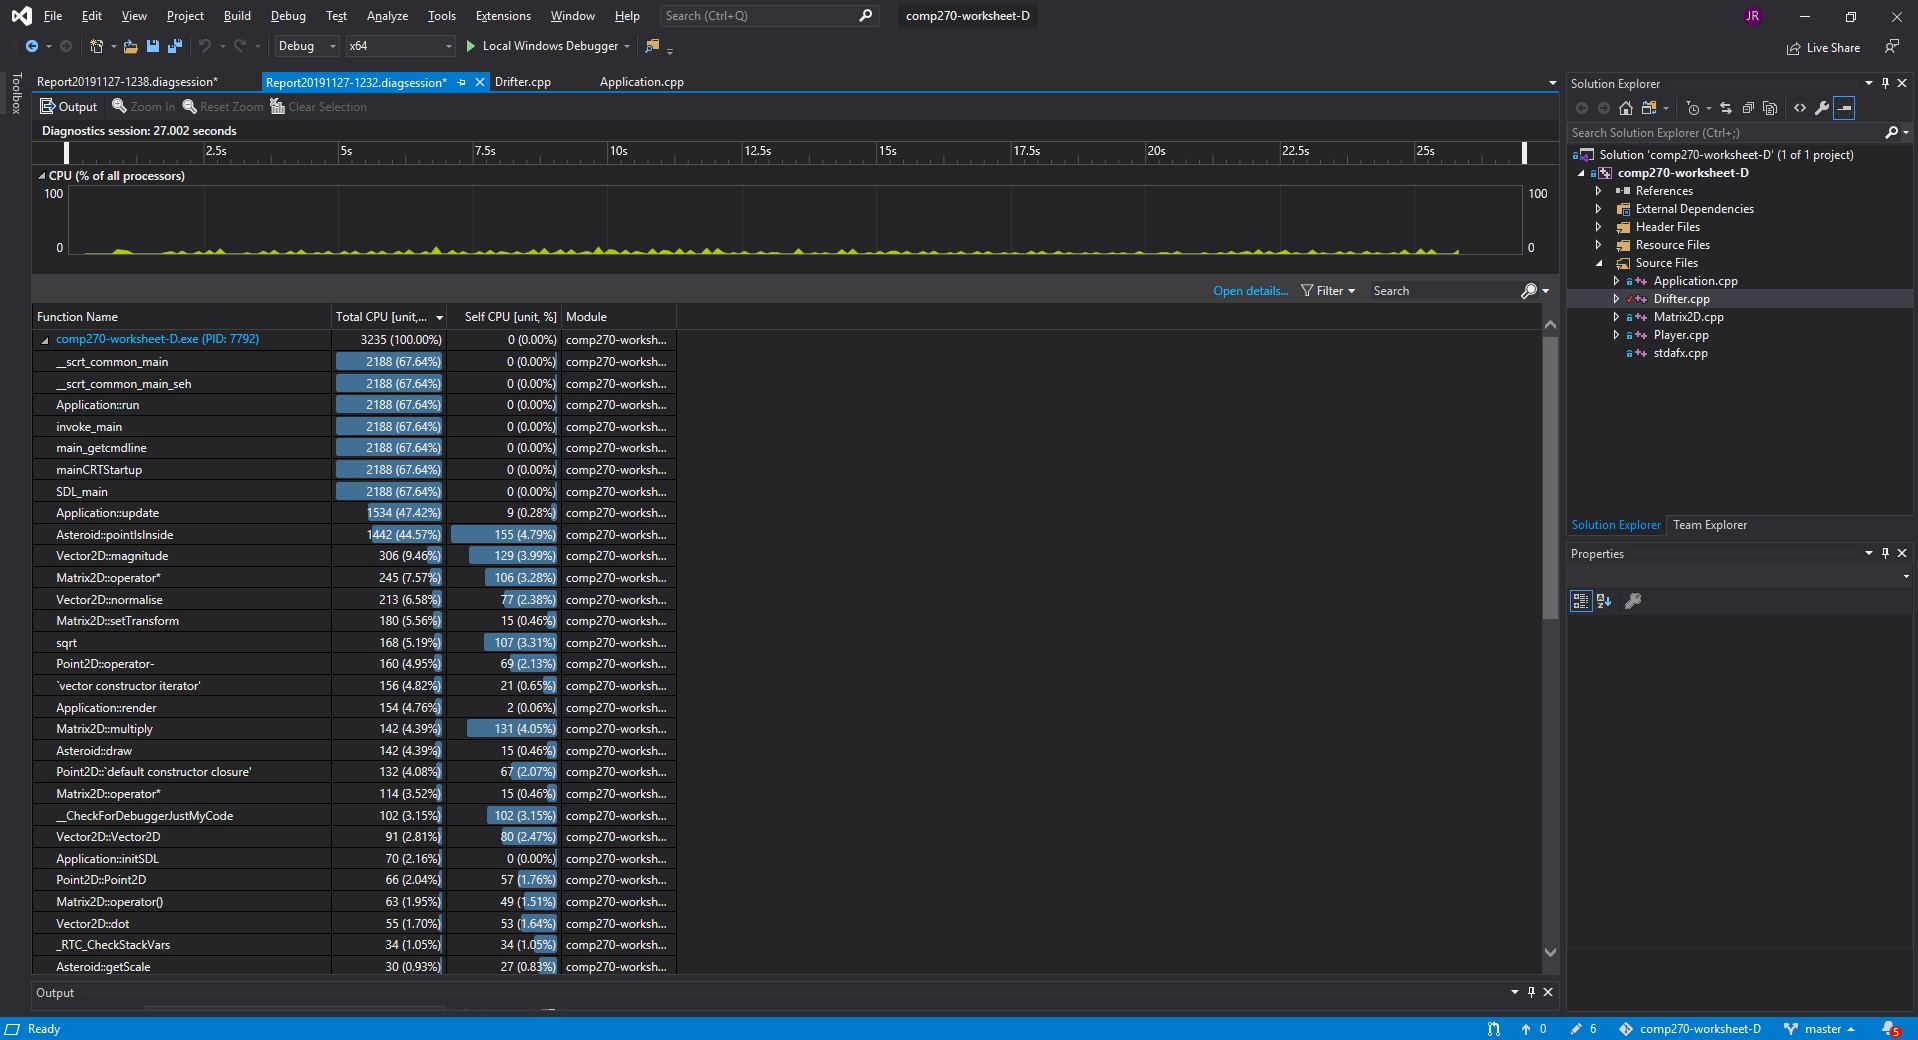 File Edit View Project Build Debug Test Analyze Tools Extensions Window Help Search (Ctrl+Q) comp270-worksheet-D JR
Debug x64 Local Windows Debugger Live Share
Toolbox
Report20191127-1238.diagsession* Report20191127-1232.diagsession* Drifter.cpp Application.cpp
Output Zoom In Reset Zoom Clear Selection
Diagnostics session: 27.002 seconds
2.5s 5s 7.5s 10s 12.5s 15s 17.5s 20s 22.5s 25s
CPU (% of all processors)
100 100
0 0
Open details... Filter Search
Function Name Total CPU [unit,... Self CPU [unit, %] Module
comp270-worksheet-D.exe (PID: 7792) 3235 (100.00%) 0 (0.00%) comp270-worksh...
__scrt_common_main 2188 (67.64%) 0 (0.00%) comp270-worksh...
__scrt_common_main_seh 2188 (67.64%) 0 (0.00%) comp270-worksh...
Application::run 2188 (67.64%) 0 (0.00%) comp270-worksh...
invoke_main 2188 (67.64%) 0 (0.00%) comp270-worksh...
main_getcmdline 2188 (67.64%) 0 (0.00%) comp270-worksh...
mainCRTStartup 2188 (67.64%) 0 (0.00%) comp270-worksh...
SDL_main 2188 (67.64%) 0 (0.00%) comp270-worksh...
Application::update 1534 (47.42%) 9 (0.28%) comp270-worksh...
Asteroid::pointIsInside 1442 (44.57%) 155 (4.79%) comp270-worksh...
Vector2D::magnitude 306 (9.46%) 129 (3.99%) comp270-worksh...
Matrix2D::operator* 245 (7.57%) 106 (3.28%) comp270-worksh...
Vector2D::normalise 213 (6.58%) 77 (2.38%) comp270-worksh...
Matrix2D::setTransform 180 (5.56%) 15 (0.46%) comp270-worksh...
sqrt 168 (5.19%) 107 (3.31%) comp270-worksh...
Point2D::operator- 160 (4.95%) 69 (2.13%) comp270-worksh...
`vector constructor iterator' 156 (4.82%) 21 (0.65%) comp270-worksh...
Application::render 154 (4.76%) 2 (0.06%) comp270-worksh...
Matrix2D::multiply 142 (4.39%) 131 (4.05%) comp270-worksh...
Asteroid::draw 142 (4.39%) 15 (0.46%) comp270-worksh...
Point2D::`default constructor closure' 132 (4.08%) 67 (2.07%) comp270-worksh...
Matrix2D::operator* 114 (3.52%) 15 (0.46%) comp270-worksh...
__CheckForDebuggerJustMyCode 102 (3.15%) 102 (3.15%) comp270-worksh...
Vector2D::Vector2D 91 (2.81%) 80 (2.47%) comp270-worksh...
Application::initSDL 70 (2.16%) 0 (0.00%) comp270-worksh...
Point2D::Point2D 66 (2.04%) 57 (1.76%) comp270-worksh...
Matrix2D::operator() 63 (1.95%) 49 (1.51%) comp270-worksh...
Vector2D::dot 55 (1.70%) 53 (1.64%) comp270-worksh...
_RTC_CheckStackVars 34 (1.05%) 34 (1.05%) comp270-worksh...
Asteroid::getScale 30 (0.93%) 27 (0.83%) comp270-worksh...
Output
Solution Explorer
Search Solution Explorer (Ctrl+;)
Solution 'comp270-worksheet-D' (1 of 1 project)
comp270-worksheet-D
References
External Dependencies
Header Files
Resource Files
Source Files
Application.cpp
Drifter.cpp
Matrix2D.cpp
Player.cpp
stdafx.cpp
Solution Explorer Team Explorer
Properties
Ready 0 6 comp270-worksheet-D master 5